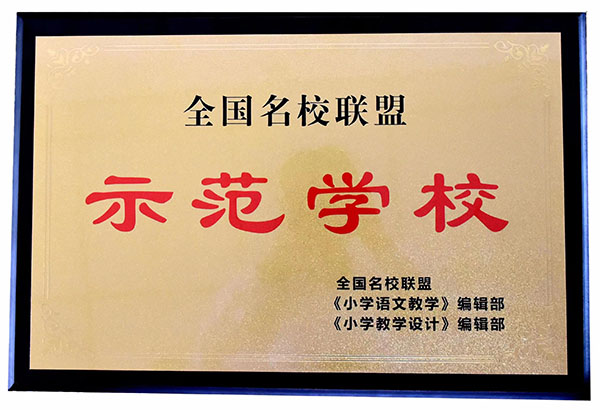 全国名校联盟
示范学校
全国名校联盟
《小学语文教学》编辑部
《小学教学设计》编辑部